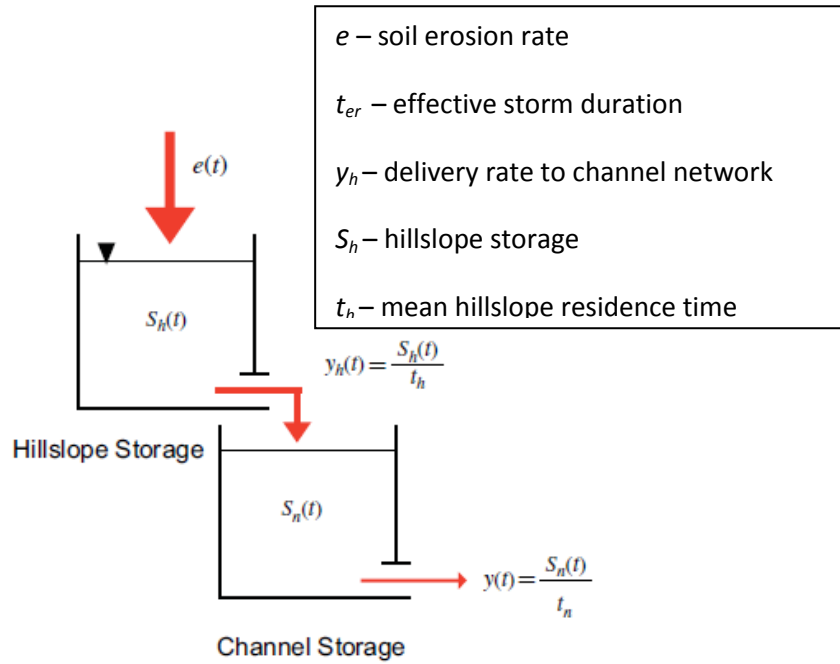 e – soil erosion rate
t_er – effective storm duration
y_h – delivery rate to channel network
S_h – hillslope storage
t_h – mean hillslope residence time
e(t)
S_h(t)
y_h(t) = S_h(t) / t_h
Hillslope Storage
S_n(t)
y(t) = S_n(t) / t_n
Channel Storage